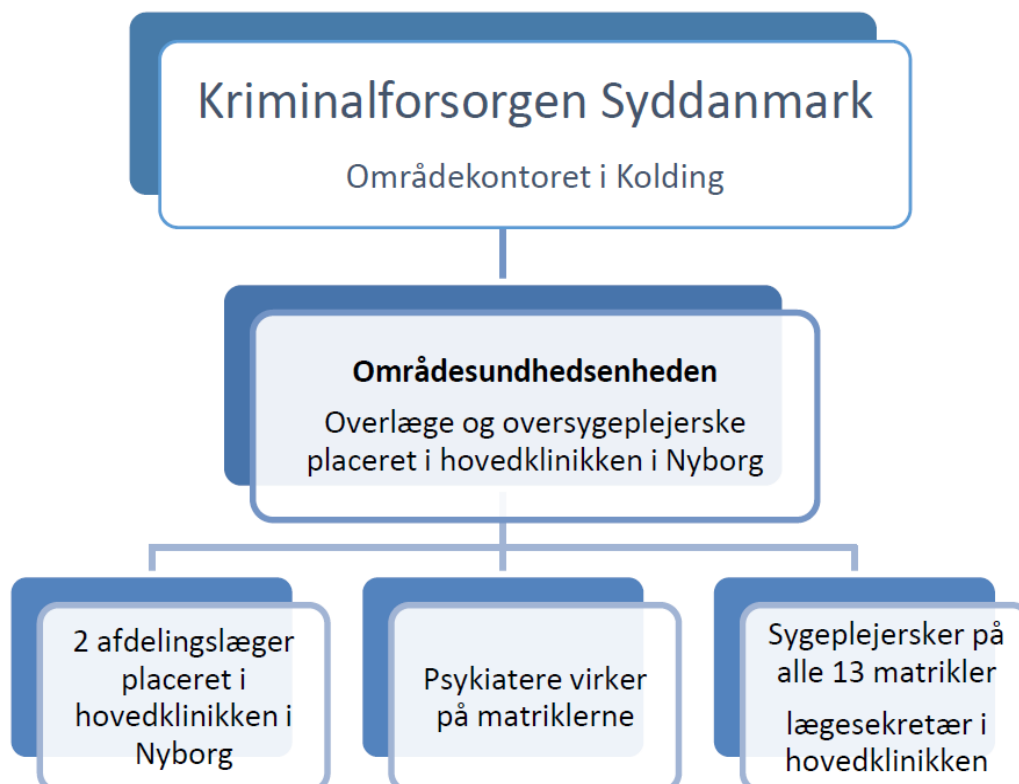 Kriminalforsorgen Syddanmark
Områdekontoret i Kolding
Områdesundhedsenheden
Overlæge og oversygeplejerske
placeret i hovedklinikken i Nyborg
2 afdelingslæger
placeret i
hovedklinikken i
Nyborg
Psykiatere virker
på matriklerne
Sygeplejersker på
alle 13 matrikler
lægesekretær i
hovedklinikken